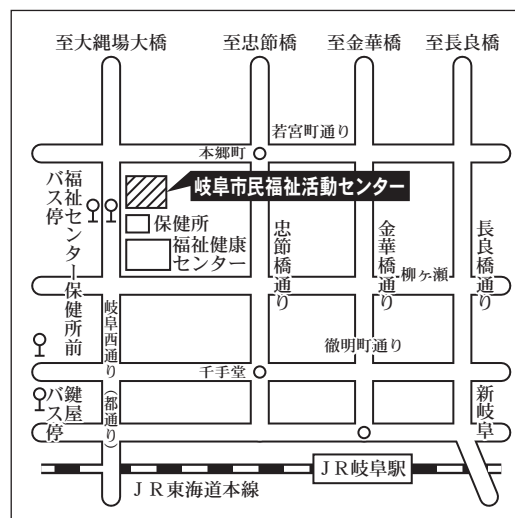 至大縄場大橋
至忠節橋
至金華橋
至長良橋
若宮町通り
本郷町
岐阜市民福祉活動センター
福祉センター保健所前
バス停
保健所
福祉健康
センター
忠節橋通り
金華橋通り
長良橋通り
柳ヶ瀬
岐阜西通り(都通り)
徹明町通り
千手堂
鍵屋
バス停
新岐阜
JR岐阜駅
JR東海道本線